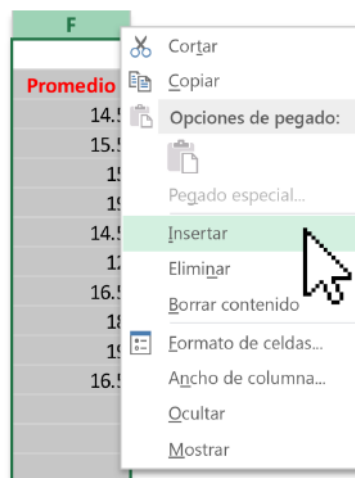 F
Promedio
14.5
15.5
15
19
14.5
12
16.5
18
19
16.5
Cortar
Copiar
Opciones de pegado:
Pegado especial...
Insertar
Eliminar
Borrar contenido
Formato de celdas...
Ancho de columna...
Ocultar
Mostrar